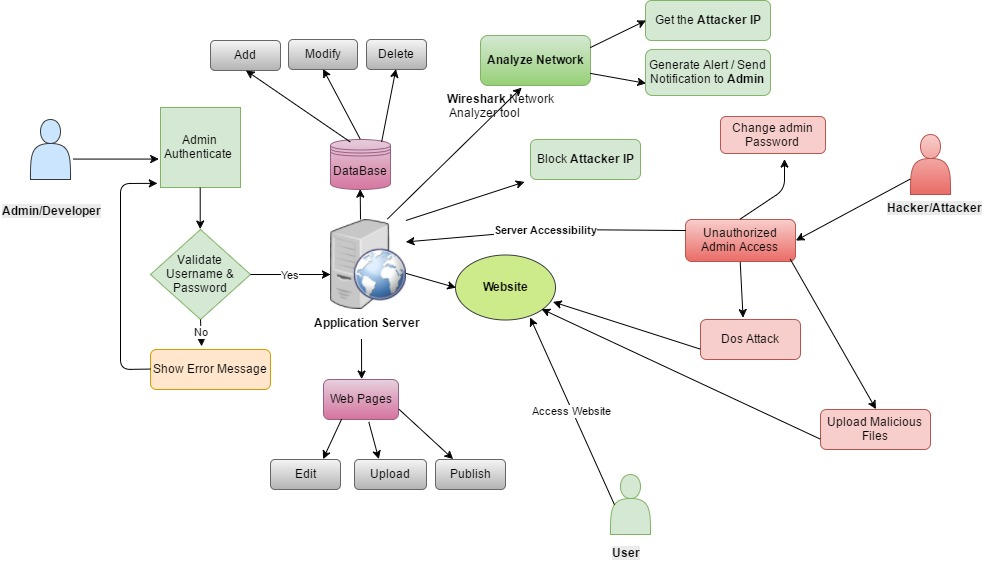 Get the Attacker IP
Add
Modify
Delete
Analyze Network
Generate Alert / Send
Notification to Admin
Wireshark Network
Analyzer tool
Admin
Authenticate
DataBase
Block Attacker IP
Change admin
Password
Admin/Developer
Hacker/Attacker
Server Accessibility
Unauthorized
Admin Access
Validate
Username &
Password
Yes
Website
Application Server
No
Show Error Message
Dos Attack
Web Pages
Access Website
Upload Malicious
Files
Edit
Upload
Publish
User